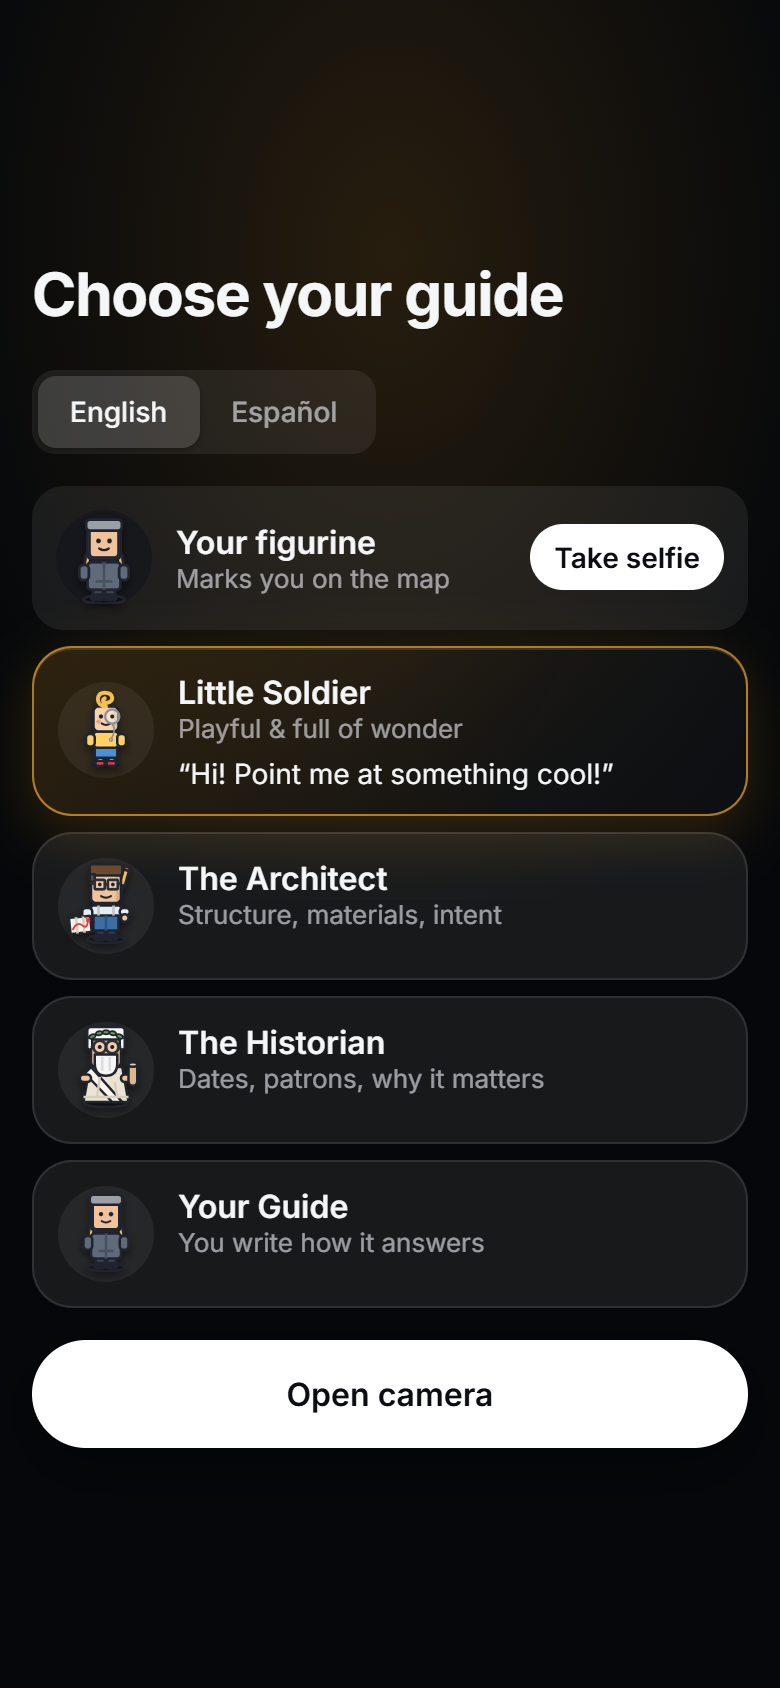 Choose your guide
English
Español
Your figurine
Marks you on the map
Take selfie
Little Soldier
Playful & full of wonder
“Hi! Point me at something cool!”
The Architect
Structure, materials, intent
The Historian
Dates, patrons, why it matters
Your Guide
You write how it answers
Open camera